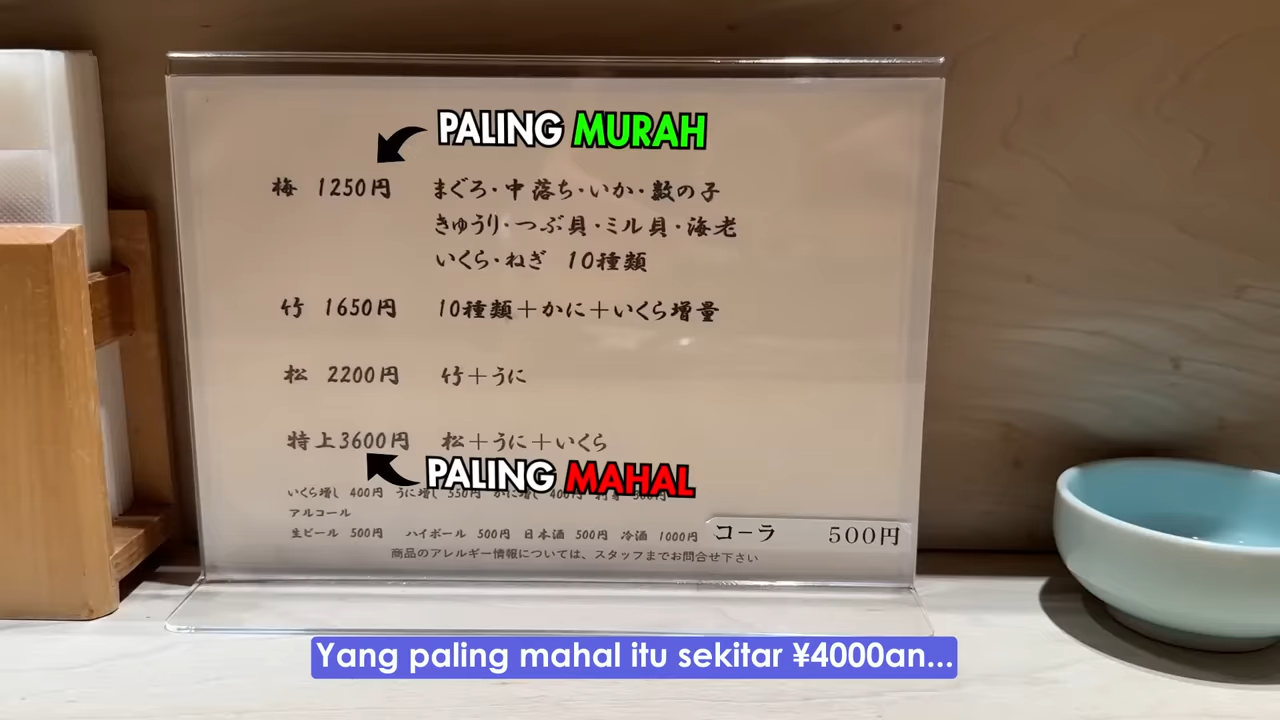 PALING MURAH
梅 1250円 まぐろ・中落ち・いか・数の子
きゅうり・つぶ貝・ミル貝・海老
いくら・ねぎ 10種類
竹 1650円 10種類+かに+いくら増量
松 2200円 竹+うに
特上3600円 松+うに+いくら
PALING MAHAL
いくら増し 400円 うに増し 550円 かに増し 400円
アルコール
生ビール 500円 ハイボール 500円 日本酒 500円 冷酒 1000円 コーラ 500円
商品のアレルギー情報については、スタッフまでお問合せ下さい
Yang paling mahal itu sekitar ¥4000an...